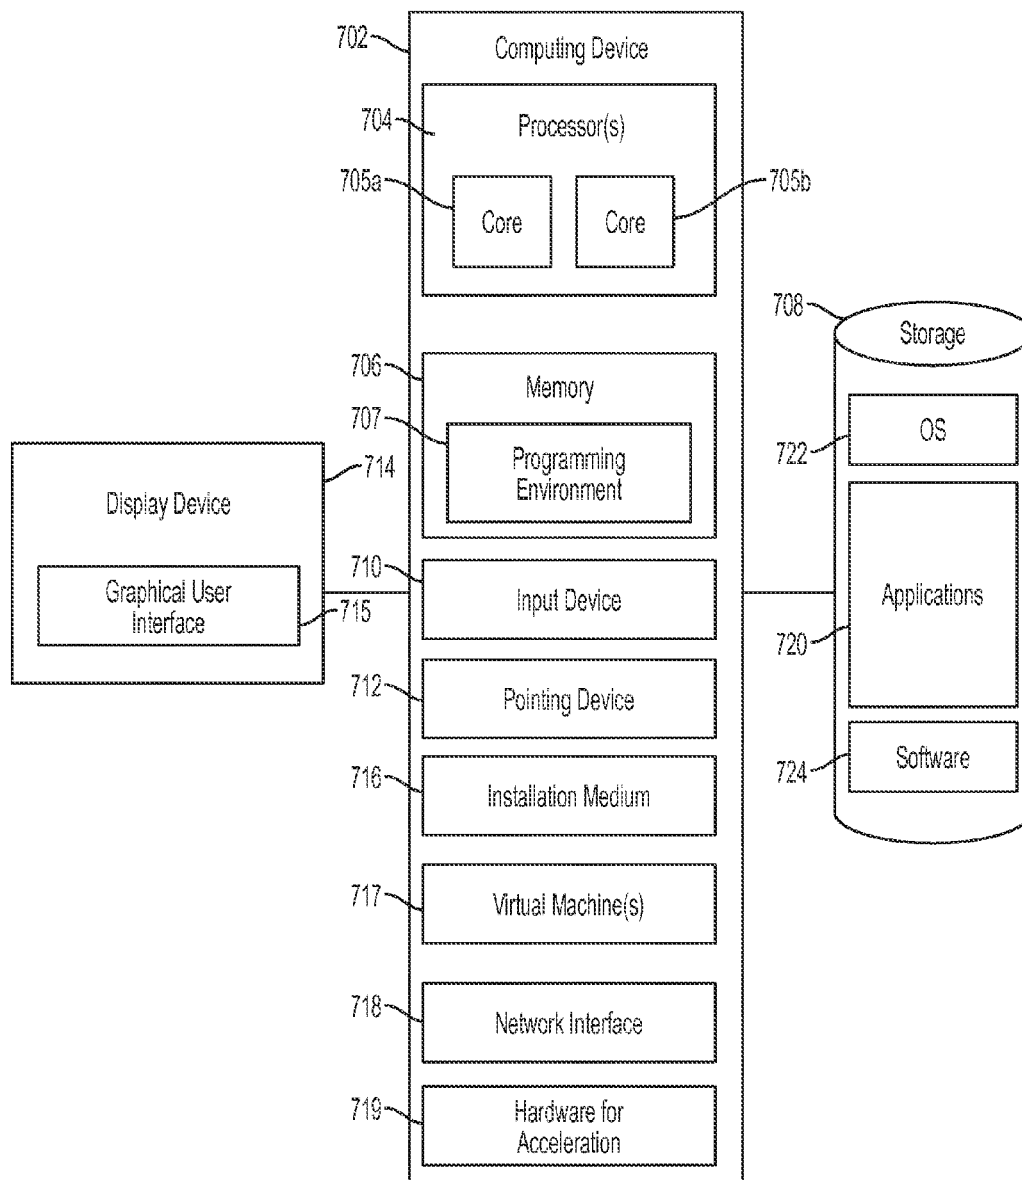 702
Computing Device
704
Processor(s)
705a
705b
Core
Core
708
Storage
706
Memory
707
Programming
Environment
OS
722
714
Display Device
Graphical User
Interface
715
710
Input Device
Applications
720
712
Pointing Device
716
Installation Medium
Software
724
717
Virtual Machine(s)
718
Network Interface
719
Hardware for
Acceleration